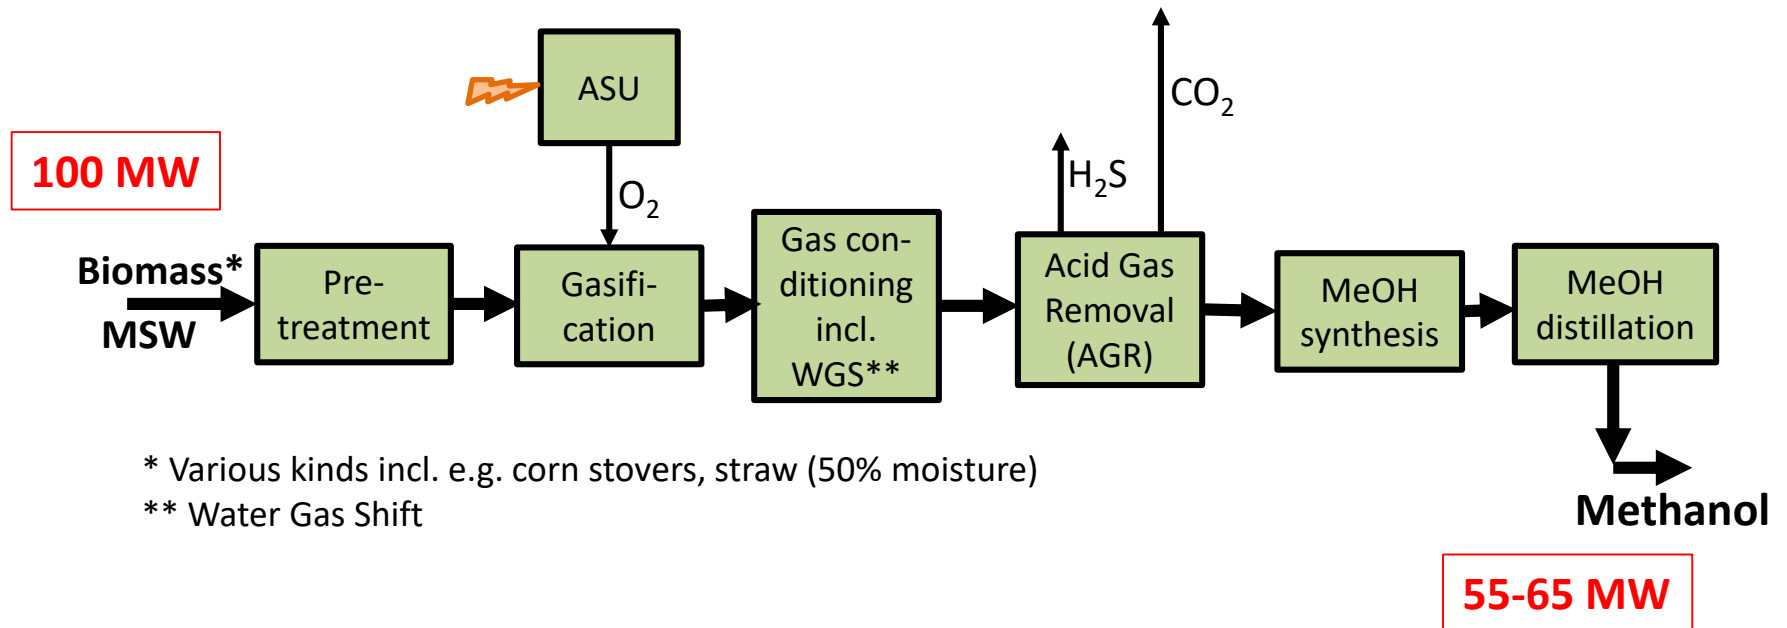 ASU
CO2
100 MW
H2S
O2
Biomass*
MSW
Pre-
treatment
Gasifi-
cation
Gas con-
ditioning
incl.
WGS**
Acid Gas
Removal
(AGR)
MeOH
synthesis
MeOH
distillation
* Various kinds incl. e.g. corn stovers, straw (50% moisture)
** Water Gas Shift
Methanol
55-65 MW